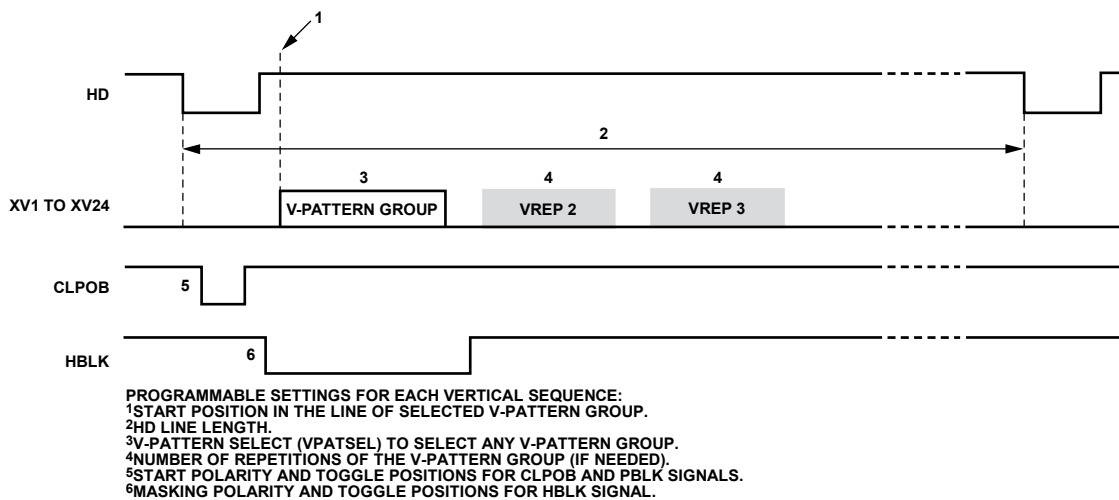 1
HD
2
3 4 4
XV1 TO XV24 V-PATTERN GROUP VREP 2 VREP 3
CLPOB 5
HBLK 6
PROGRAMMABLE SETTINGS FOR EACH VERTICAL SEQUENCE:
1START POSITION IN THE LINE OF SELECTED V-PATTERN GROUP.
2HD LINE LENGTH.
3V-PATTERN SELECT (VPATSEL) TO SELECT ANY V-PATTERN GROUP.
4NUMBER OF REPETITIONS OF THE V-PATTERN GROUP (IF NEEDED).
5START POLARITY AND TOGGLE POSITIONS FOR CLPOB AND PBLK SIGNALS.
6MASKING POLARITY AND TOGGLE POSITIONS FOR HBLK SIGNAL.